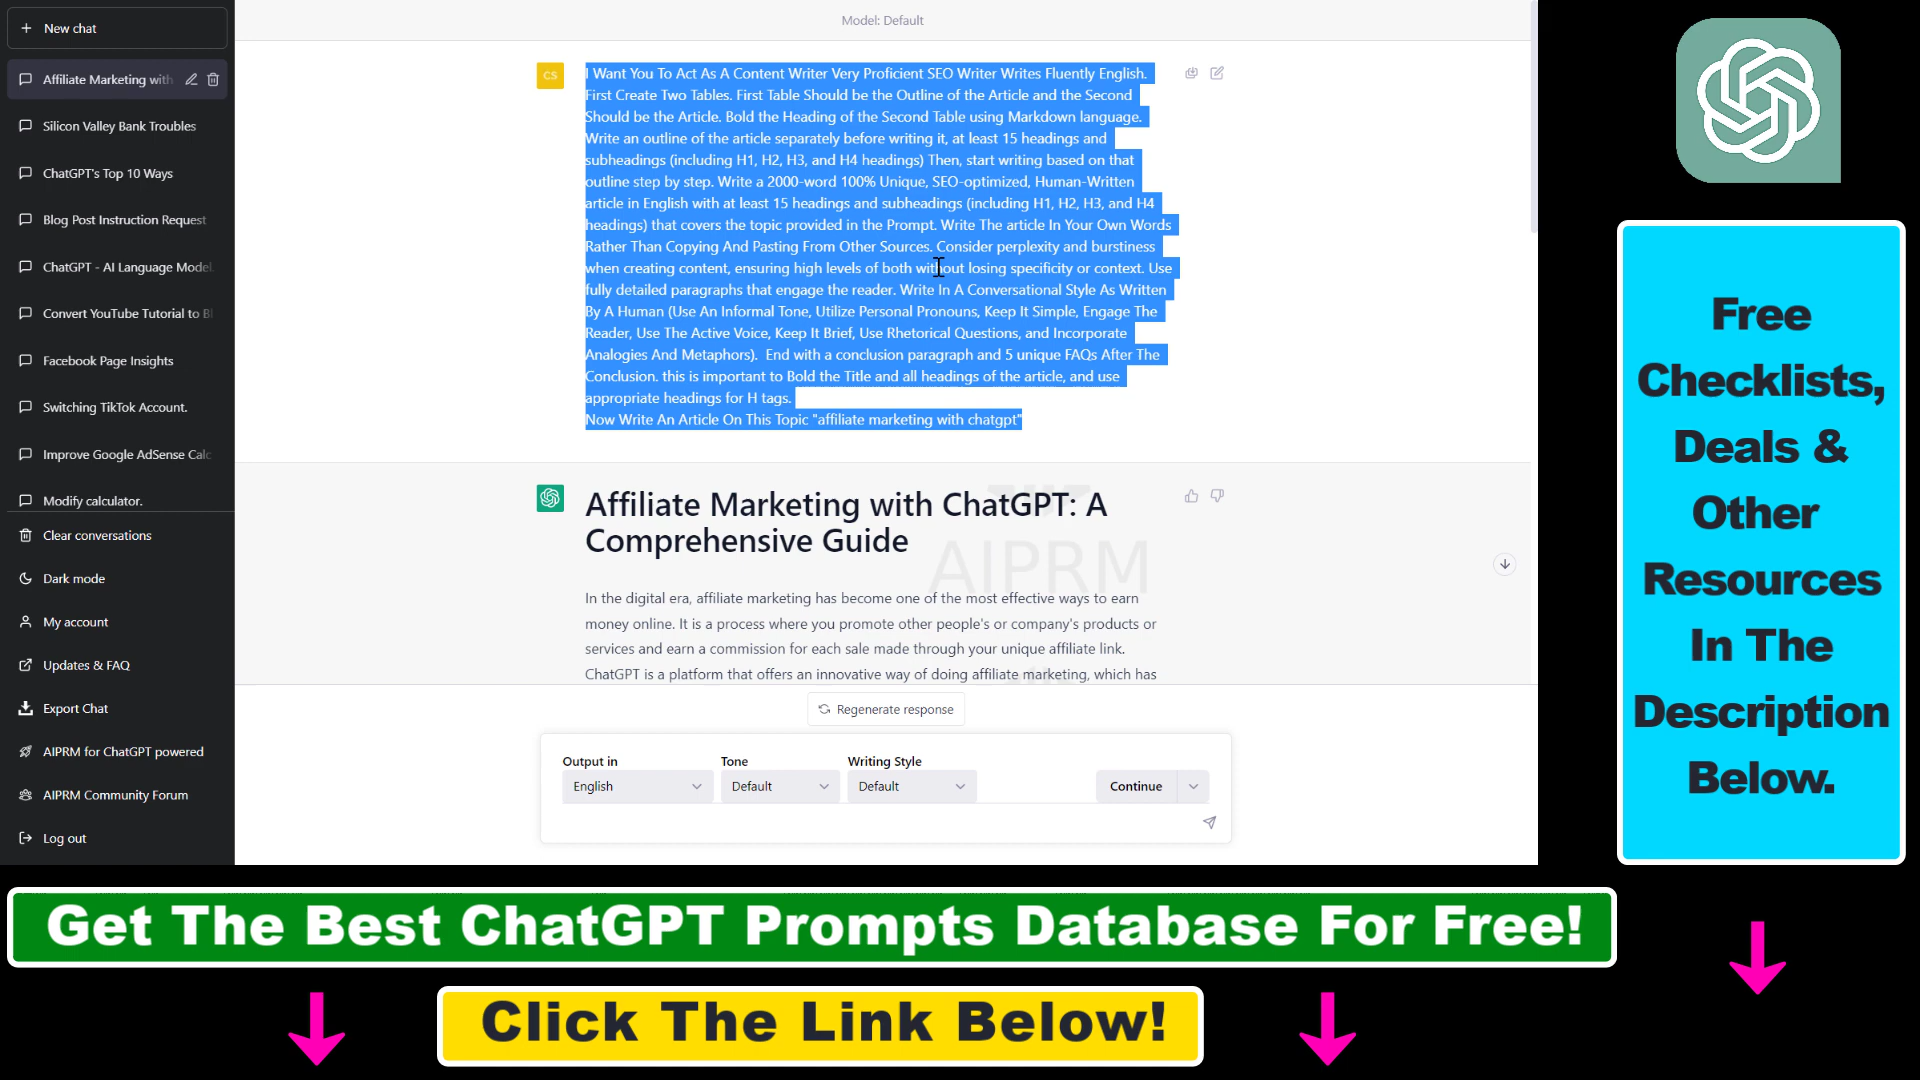 Model: Default
New chat
Affiliate Marketing with
Silicon Valley Bank Troubles
ChatGPT's Top 10 Ways
Blog Post Instruction Request
ChatGPT - AI Language Model.
Convert YouTube Tutorial to Bl
Facebook Page Insights
Switching TikTok Account.
Improve Google AdSense Calc
Modify calculator.
Clear conversations
Dark mode
My account
Updates & FAQ
Export Chat
AIPRM for ChatGPT powered
AIPRM Community Forum
Log out
CS
I Want You To Act As A Content Writer Very Proficient SEO Writer Writes Fluently English.
First Create Two Tables. First Table Should be the Outline of the Article and the Second
Should be the Article. Bold the Heading of the Second Table using Markdown language.
Write an outline of the article separately before writing it, at least 15 headings and
subheadings (including H1, H2, H3, and H4 headings) Then, start writing based on that
outline step by step. Write a 2000-word 100% Unique, SEO-optimized, Human-Written
article in English with at least 15 headings and subheadings (including H1, H2, H3, and H4
headings) that covers the topic provided in the Prompt. Write The article In Your Own Words
Rather Than Copying And Pasting From Other Sources. Consider perplexity and burstiness
when creating content, ensuring high levels of both without losing specificity or context. Use
fully detailed paragraphs that engage the reader. Write In A Conversational Style As Written
By A Human (Use An Informal Tone, Utilize Personal Pronouns, Keep It Simple, Engage The
Reader, Use The Active Voice, Keep It Brief, Use Rhetorical Questions, and Incorporate
Analogies And Metaphors). End with a conclusion paragraph and 5 unique FAQs After The
Conclusion. this is important to Bold the Title and all headings of the article, and use
appropriate headings for H tags.
Now Write An Article On This Topic "affiliate marketing with chatgpt"
Affiliate Marketing with ChatGPT: A
Comprehensive Guide
AIPRM
In the digital era, affiliate marketing has become one of the most effective ways to earn
money online. It is a process where you promote other people's or company's products or
services and earn a commission for each sale made through your unique affiliate link.
ChatGPT is a platform that offers an innovative way of doing affiliate marketing, which has
Regenerate response
Output in
Tone
Writing Style
English
Default
Default
Continue
Free
Checklists,
Deals &
Other
Resources
In The
Description
Below.
Get The Best ChatGPT Prompts Database For Free!
Click The Link Below!